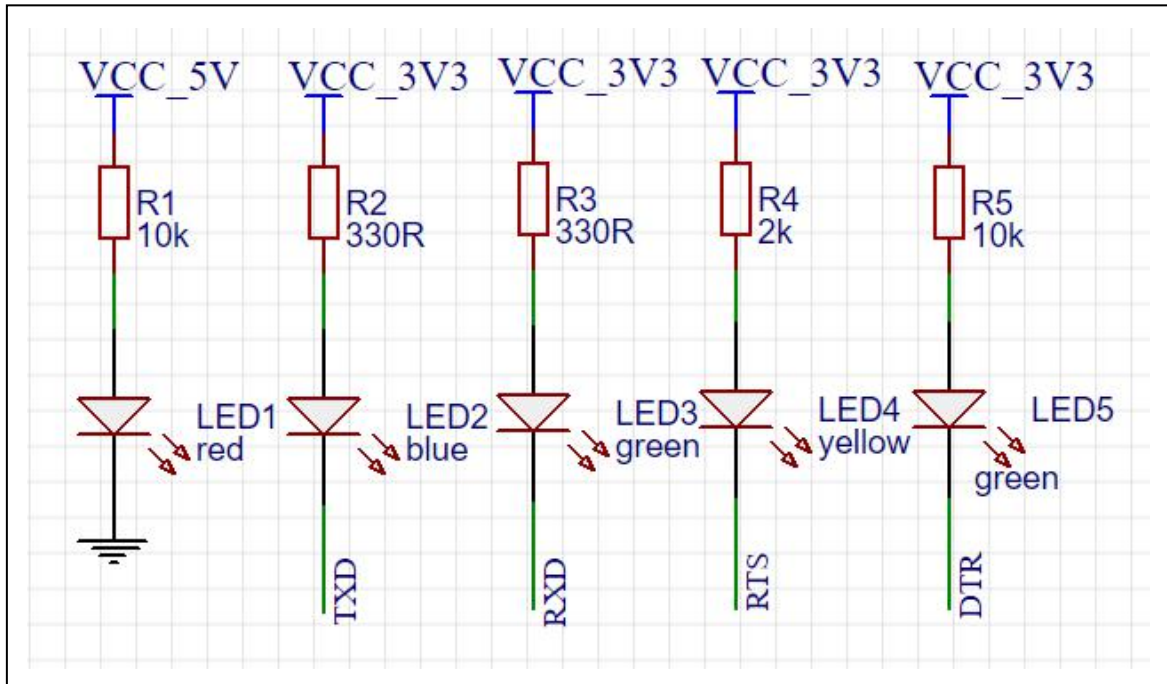 VCC_5V
VCC_3V3
VCC_3V3
VCC_3V3
VCC_3V3
R1
10k
R2
330R
R3
330R
R4
2k
R5
10k
LED1
red
LED2
blue
LED3
green
LED4
yellow
LED5
green
TXD
RXD
RTS
DTR